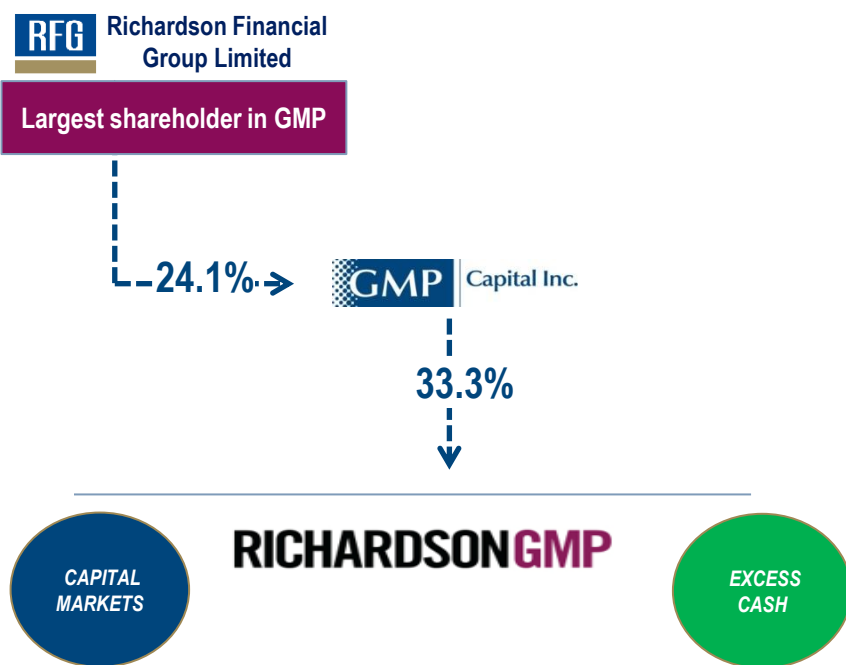 RFG
Richardson Financial
Group Limited
Largest shareholder in GMP
24.1%
GMP Capital Inc.
33.3%
RICHARDSONGMP
CAPITAL
MARKETS
EXCESS
CASH